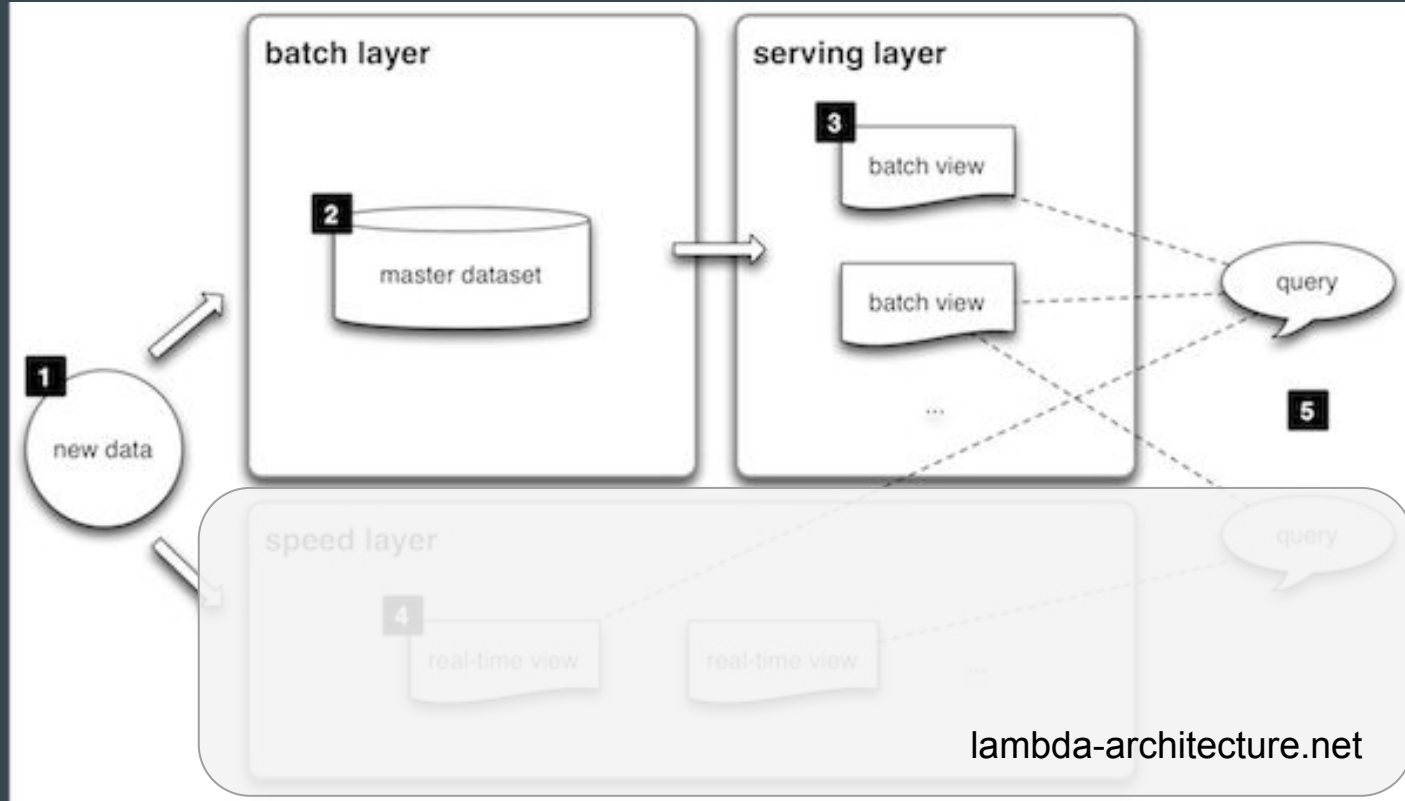 batch layer
serving layer
3
batch view
2
master dataset
batch view
query
1
...
5
new data
speed layer
query
4
real-time view
real-time view
...
lambda-architecture.net